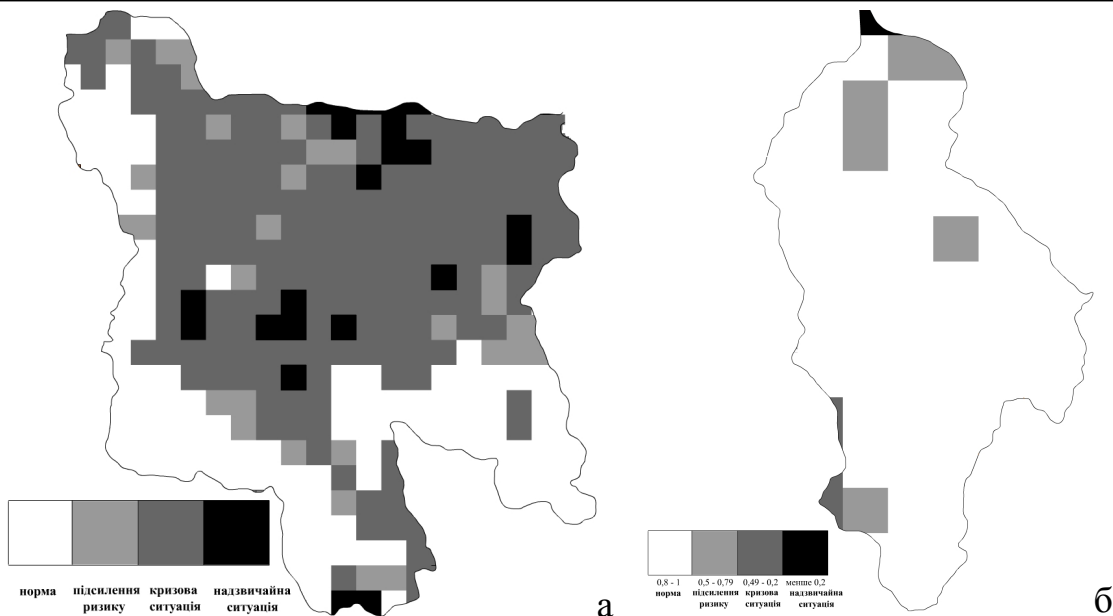 норма підсилення ризику кризова ситуація надзвичайна ситуація
а
0,8 - 1 0,5 - 0,79 0,49 - 0,2 менше 0,2
норма підсилення ризику кризова ситуація надзвичайна ситуація
б